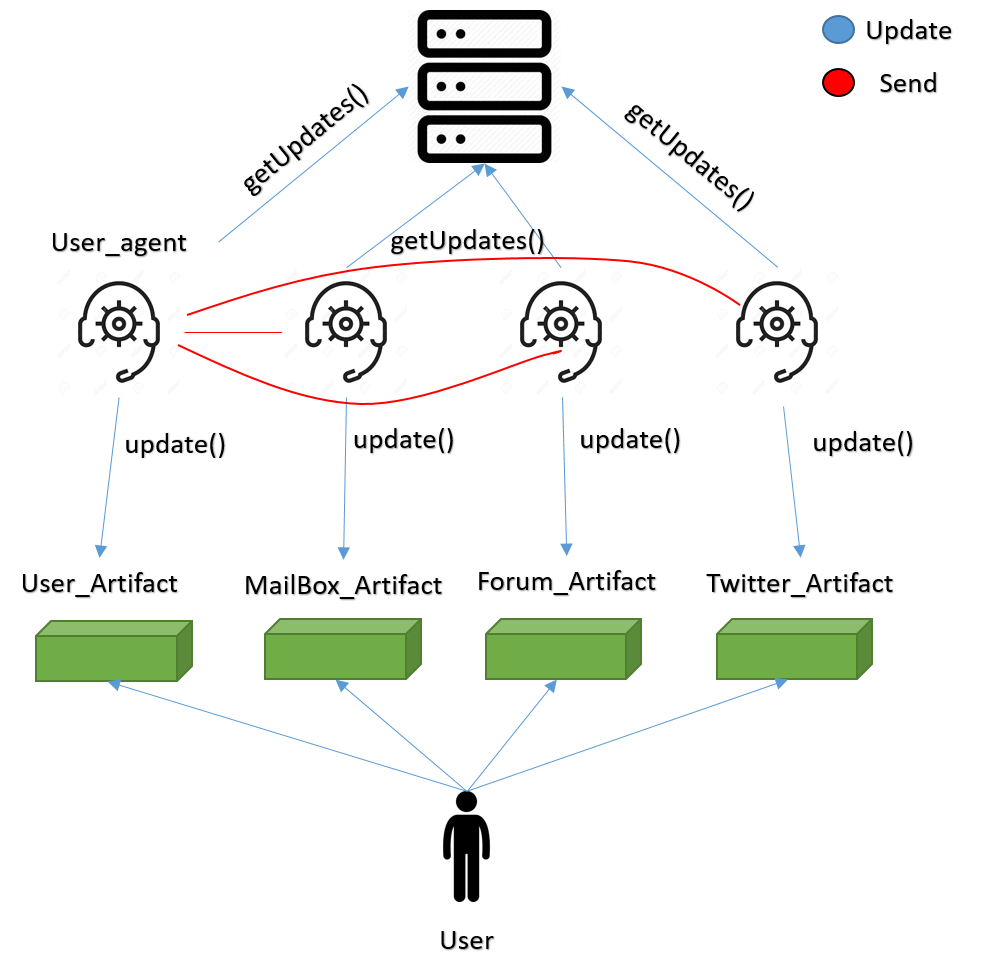 Update
Send
getUpdates()
getUpdates()
User_agent
getUpdates()
update()
update()
update()
update()
User_Artifact
MailBox_Artifact
Forum_Artifact
Twitter_Artifact
User